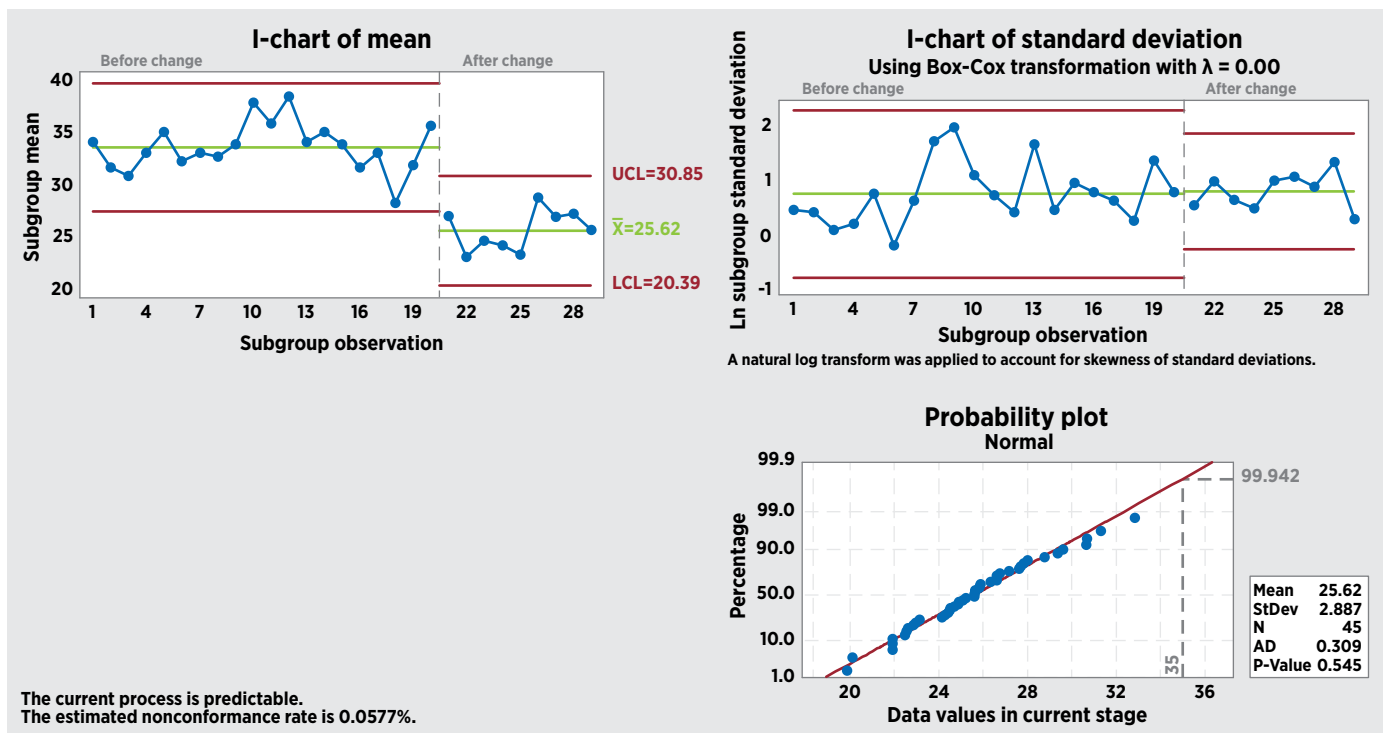 I-chart of mean
Before change
After change
Subgroup mean
40
35
30
25
20
UCL=30.85
X̅=25.62
LCL=20.39
1 4 7 10 13 16 19 22 25 28
Subgroup observation
I-chart of standard deviation
Using Box-Cox transformation with λ = 0.00
Before change
After change
Ln subgroup standard deviation
2
1
0
-1
1 4 7 10 13 16 19 22 25 28
Subgroup observation
A natural log transform was applied to account for skewness of standard deviations.
Probability plot
Normal
Percentage
99.9
99.0
90.0
50.0
10.0
1.0
99.942
35
20 24 28 32 36
Data values in current stage
Mean 25.62
StDev 2.887
N 45
AD 0.309
P-Value 0.545
The current process is predictable.
The estimated nonconformance rate is 0.0577%.